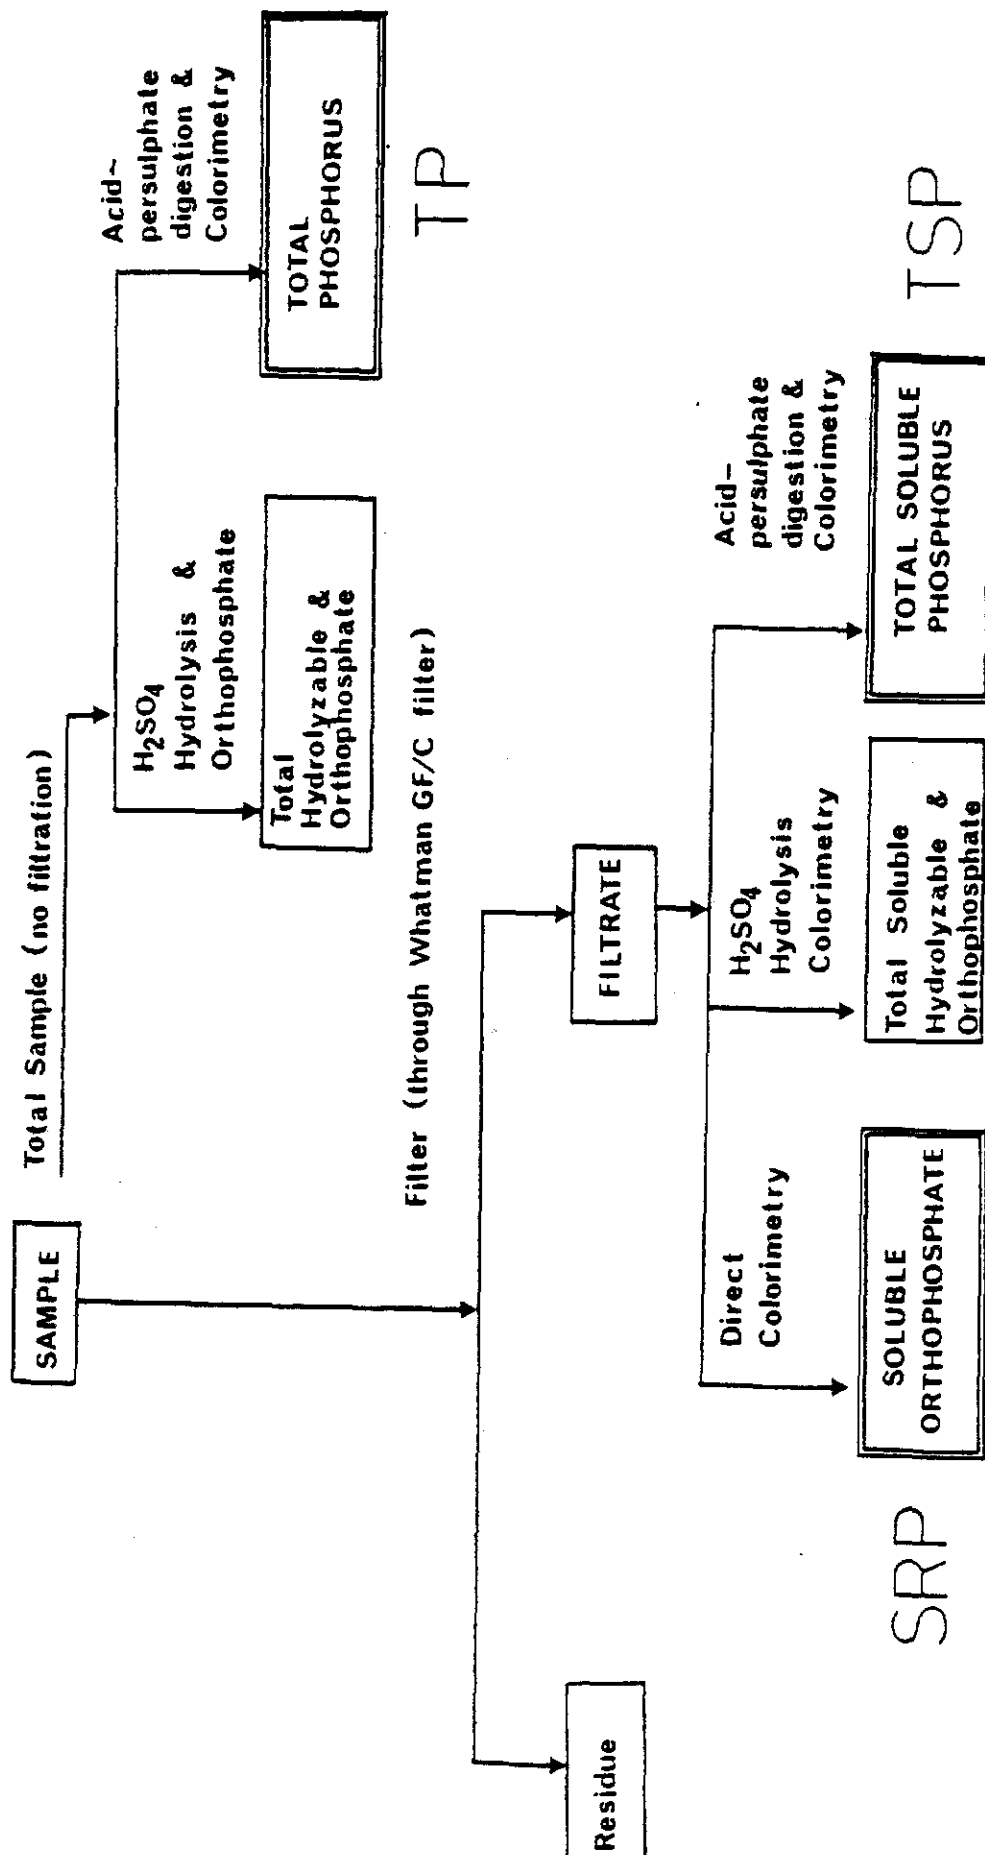 SAMPLE
Total Sample (no filtration)
H2SO4
Hydrolysis &
Orthophosphate
Acid-
persulphate
digestion &
Colorimetry
Total
Hydrolyzable &
Orthophosphate
TOTAL
PHOSPHORUS
TP
Filter (through Whatman GF/C filter)
Residue
FILTRATE
Direct
Colorimetry
H2SO4
Hydrolysis
Colorimetry
Acid-
persulphate
digestion &
Colorimetry
SRP
SOLUBLE
ORTHOPHOSPHATE
Total Soluble
Hydrolyzable &
Orthophosphate
TOTAL SOLUBLE
PHOSPHORUS
TSP